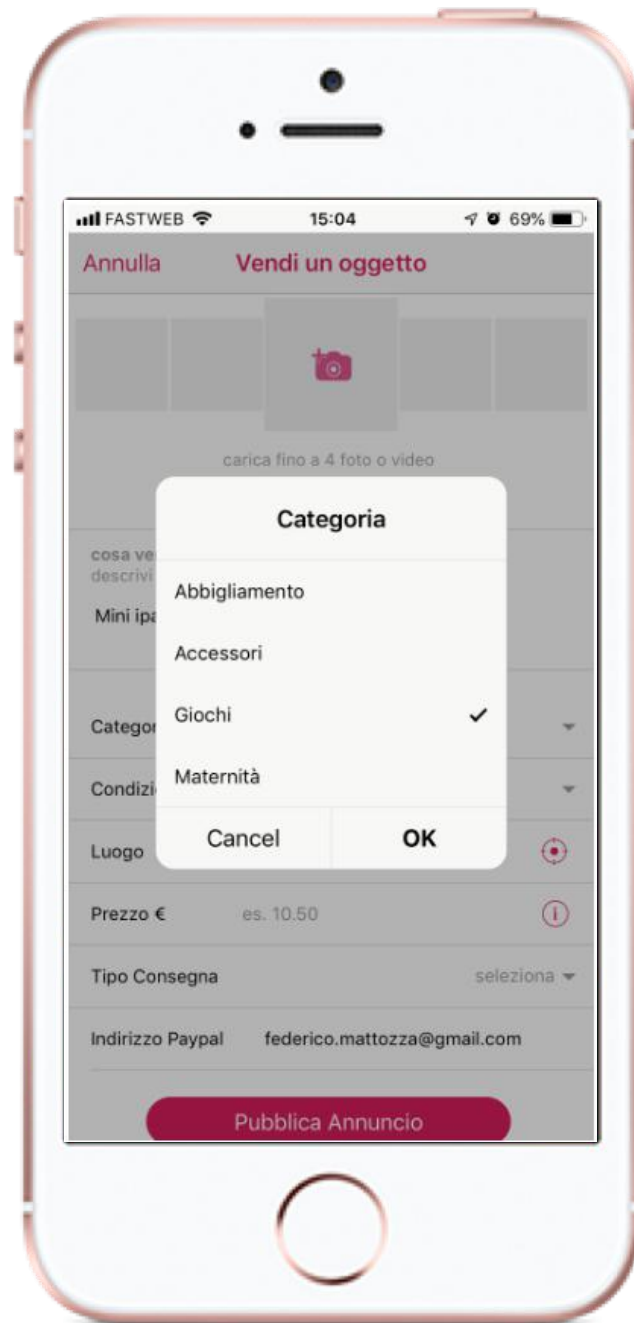 FASTWEB 15:04 69%
Annulla Vendi un oggetto
carica fino a 4 foto o video
Categoria
cosa ve
descrivi
Abbigliamento
Mini ipa
Accessori
Giochi
Categor
Maternità
Condizi
Cancel OK
Luogo
Prezzo € es. 10.50
Tipo Consegna seleziona
Indirizzo Paypal federico.mattozza@gmail.com
Pubblica Annuncio